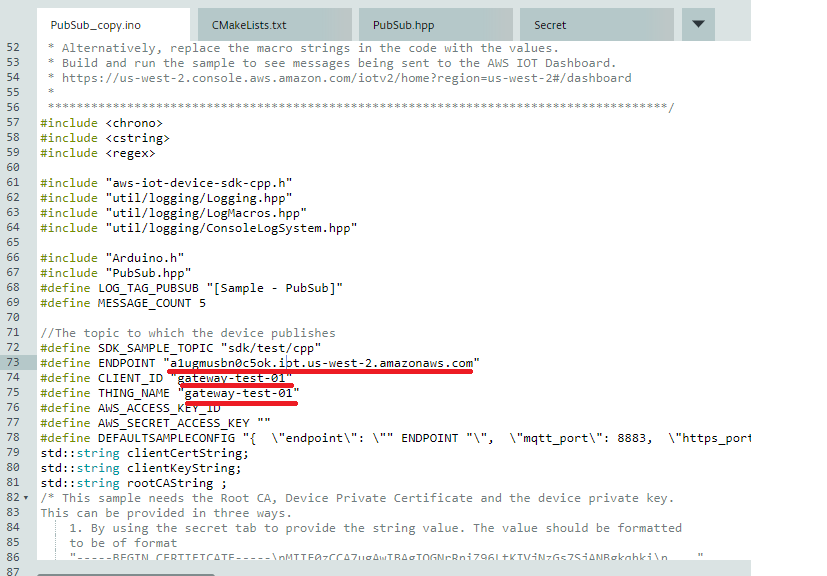 PubSub_copy.ino CMakeLists.txt PubSub.hpp Secret
52 * Alternatively, replace the macro strings in the code with the values.
53 * Build and run the sample to see messages being sent to the AWS IOT Dashboard.
54 * https://us-west-2.console.aws.amazon.com/iotv2/home?region=us-west-2#/dashboard
55 *
56 *************************************************************************************/
57 #include <chrono>
58 #include <cstring>
59 #include <regex>
60
61 #include "aws-iot-device-sdk-cpp.h"
62 #include "util/logging/Logging.hpp"
63 #include "util/logging/LogMacros.hpp"
64 #include "util/logging/ConsoleLogSystem.hpp"
65
66 #include "Arduino.h"
67 #include "PubSub.hpp"
68 #define LOG_TAG_PUBSUB "[Sample - PubSub]"
69 #define MESSAGE_COUNT 5
70
71 //The topic to which the device publishes
72 #define SDK_SAMPLE_TOPIC "sdk/test/cpp"
73 #define ENDPOINT "a1ugmusbn0c5ok.iot.us-west-2.amazonaws.com"
74 #define CLIENT_ID "gateway-test-01"
75 #define THING_NAME "gateway-test-01"
76 #define AWS_ACCESS_KEY_ID
77 #define AWS_SECRET_ACCESS_KEY ""
78 #define DEFAULTSAMPLECONFIG "{  \"endpoint\": \"" ENDPOINT "\",  \"mqtt_port\": 8883,  \"https_port
79 std::string clientCertString;
80 std::string clientKeyString;
81 std::string rootCAString ;
82 /* This sample needs the Root CA, Device Private Certificate and the device private key.
83 This can be provided in three ways.
84 1. By using the secret tab to provide the string value. The value should be formatted
85 to be of format
86 "-----BEGIN CERTIFICATE-----
87